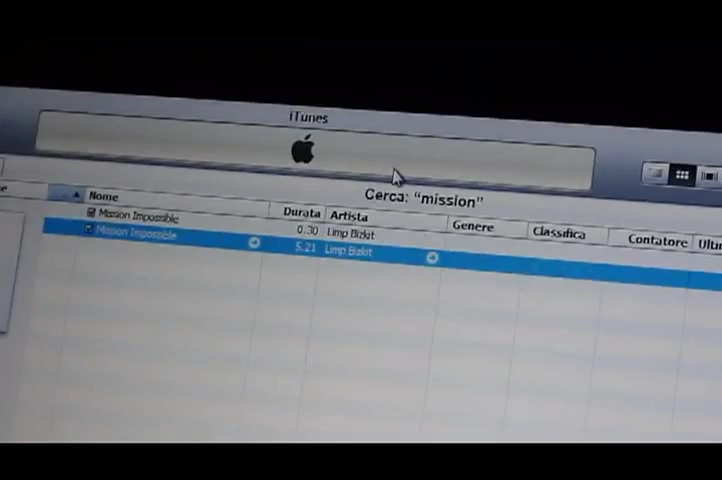 iTunes
Cerca: "mission"
Nome Durata Artista Genere Classifica Contatore
Mission Impossible 0.30 Limp Bizkit
Mission Impossible 5.21 Limp Bizkit